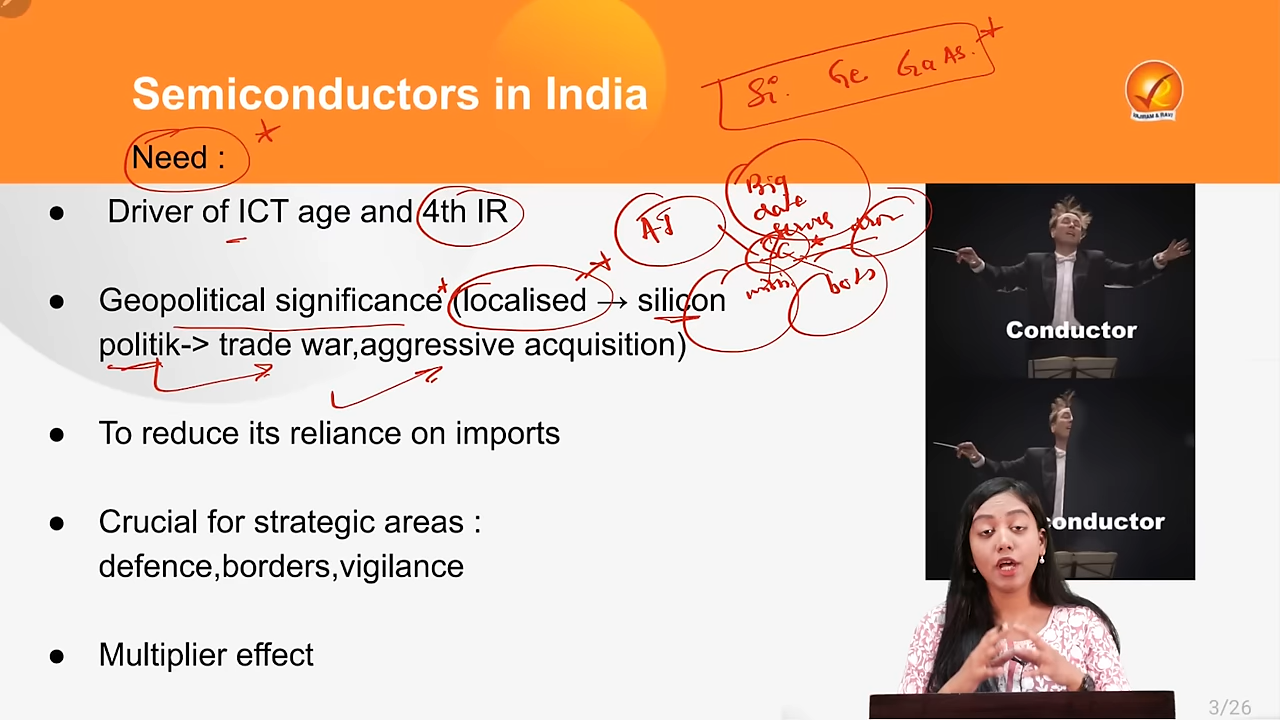 Si. Ge GaAs.
Semiconductors in India
VAJIRAM & RAVI
Need :
● Driver of ICT age and 4th IR
Big
data
AI
bots
● Geopolitical significance (localised → silicon
politik-> trade war,aggressive acquisition)
Conductor
● To reduce its reliance on imports
● Crucial for strategic areas :
defence,borders,vigilance
conductor
● Multiplier effect
3/26